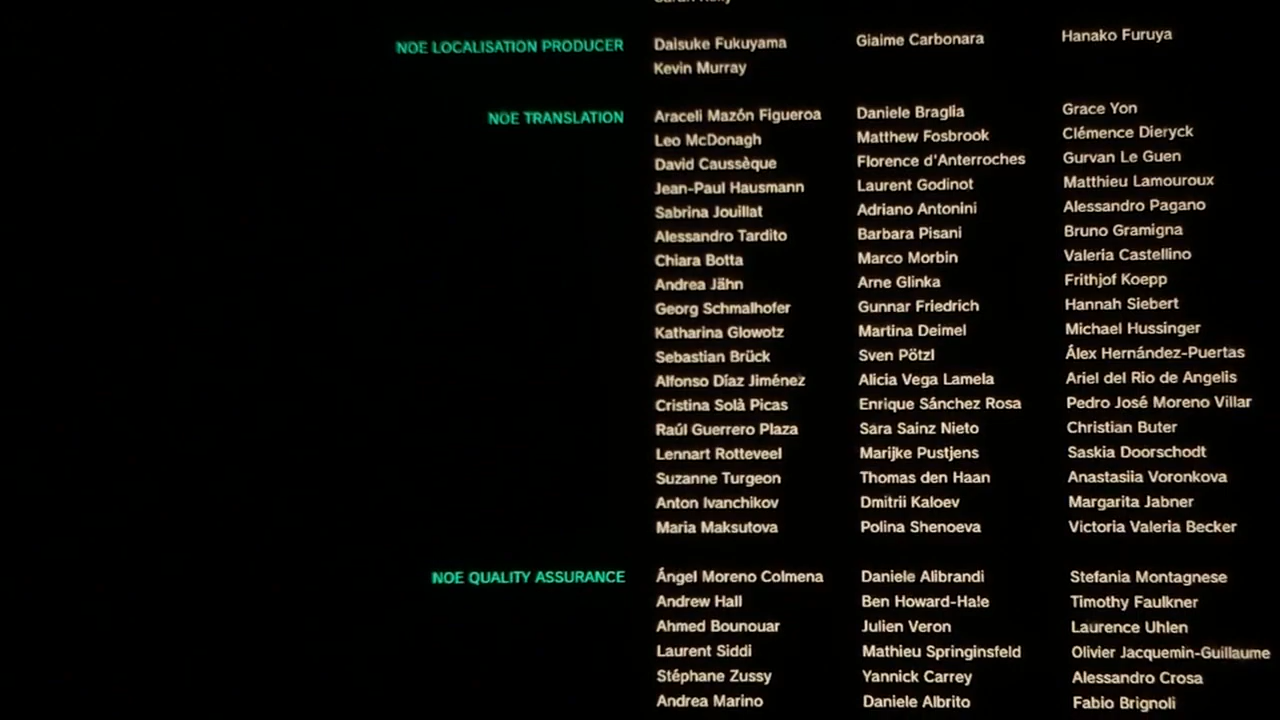 NOE LOCALISATION PRODUCER Daisuke Fukuyama Giaime Carbonara Hanako Furuya
Kevin Murray
NOE TRANSLATION Araceli Mazón Figueroa Daniele Braglia Grace Yon
Leo McDonagh Matthew Fosbrook Clémence Dieryck
David Caussèque Florence d'Anterroches Gurvan Le Guen
Jean-Paul Hausmann Laurent Godinot Matthieu Lamouroux
Sabrina Jouillat Adriano Antonini Alessandro Pagano
Alessandro Tardito Barbara Pisani Bruno Gramigna
Chiara Botta Marco Morbin Valeria Castellino
Andrea Jähn Arne Glinka Frithjof Koepp
Georg Schmalhofer Gunnar Friedrich Hannah Siebert
Katharina Glowotz Martina Deimel Michael Hussinger
Sebastian Brück Sven Pötzl Álex Hernández-Puertas
Alfonso Díaz Jiménez Alicia Vega Lamela Ariel del Rio de Angelis
Cristina Solà Picas Enrique Sánchez Rosa Pedro José Moreno Villar
Raúl Guerrero Plaza Sara Sainz Nieto Christian Buter
Lennart Rotteveel Marijke Pustjens Saskia Doorschodt
Suzanne Turgeon Thomas den Haan Anastasiia Voronkova
Anton Ivanchikov Dmitrii Kaloev Margarita Jabner
Maria Maksutova Polina Shenoeva Victoria Valeria Becker
NOE QUALITY ASSURANCE Ángel Moreno Colmena Daniele Alibrandi Stefania Montagnese
Andrew Hall Ben Howard-Hale Timothy Faulkner
Ahmed Bounouar Julien Veron Laurence Uhlen
Laurent Siddi Mathieu Springinsfeld Olivier Jacquemin-Guillaume
Stéphane Zussy Yannick Carrey Alessandro Crosa
Andrea Marino Daniele Albrito Fabio Brignoli